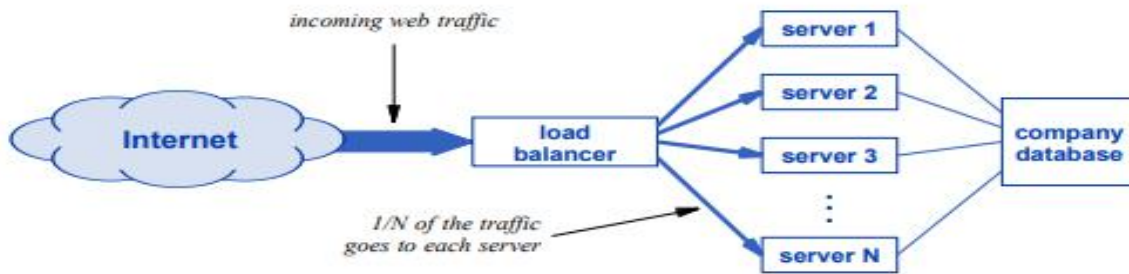 incoming web traffic
Internet
load
balancer
1/N of the traffic
goes to each server
server 1
server 2
server 3
⋮
server N
company
database